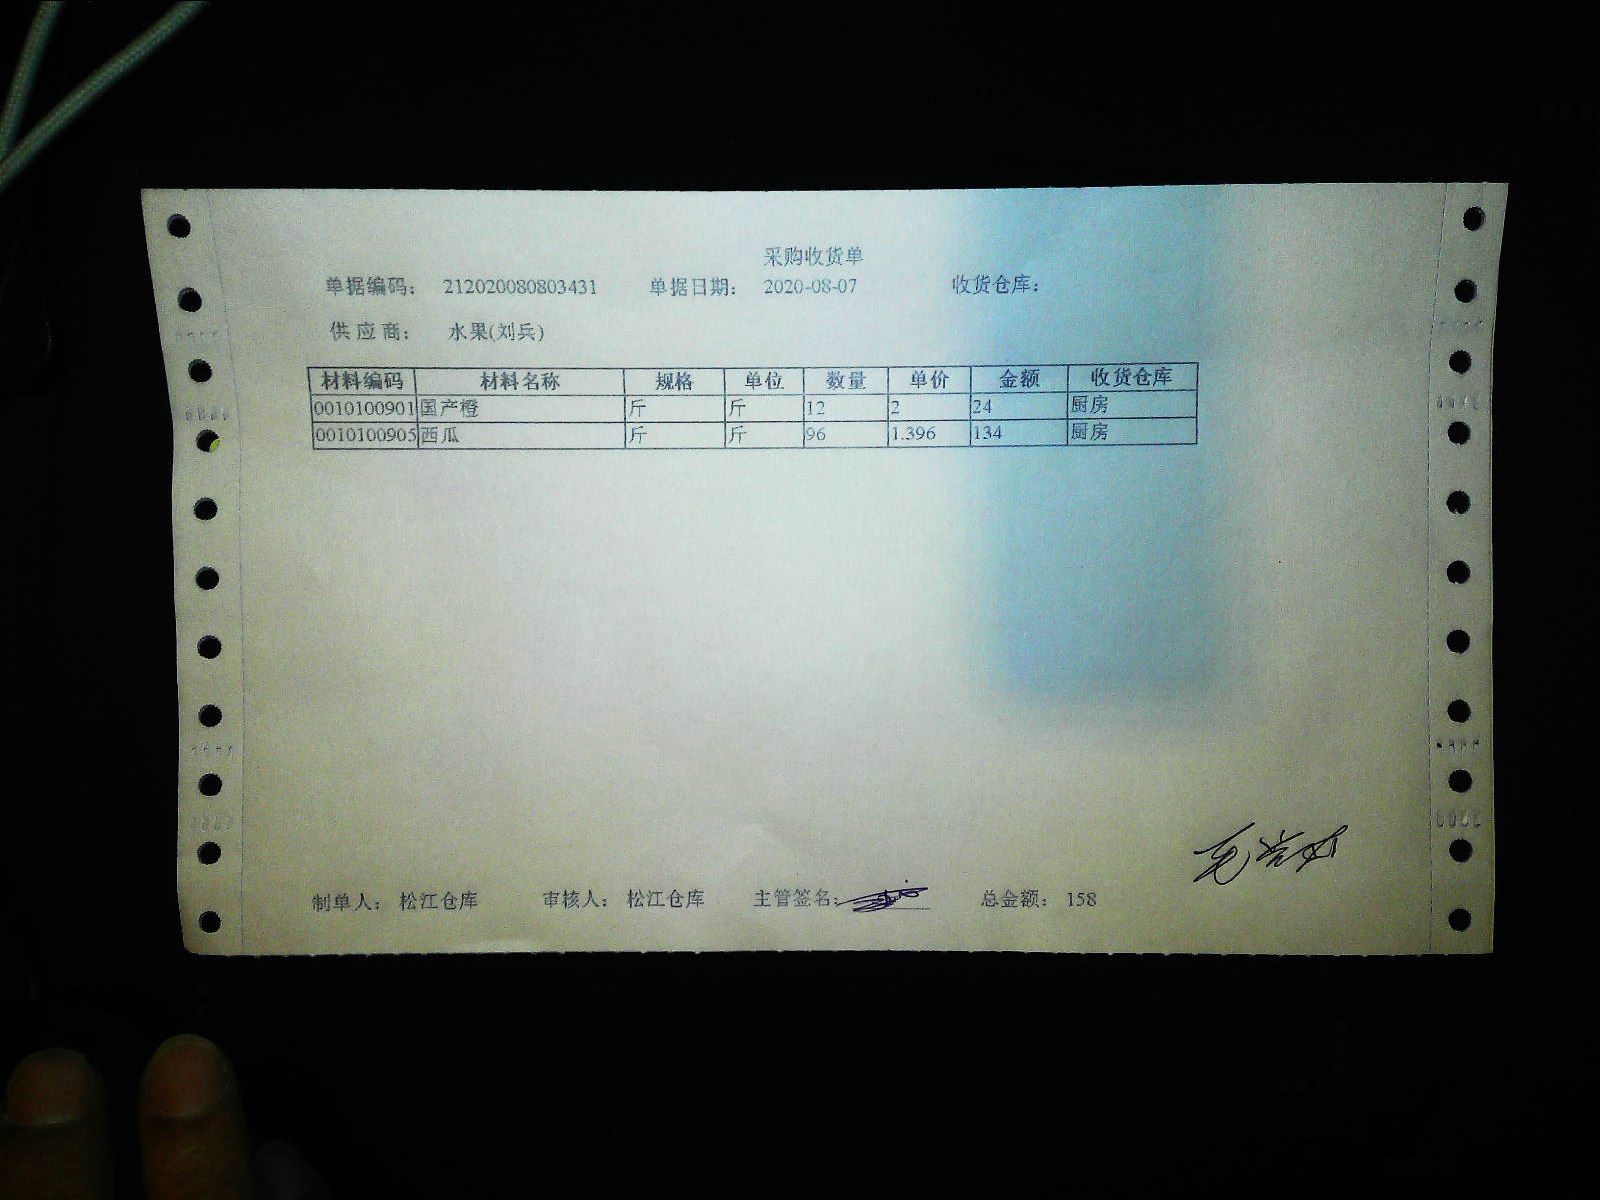 采购收货单
单据编码： 212020080803431 单据日期： 2020-08-07 收货仓库：
供应商： 水果(刘兵)
材料编码 材料名称 规格 单位 数量 单价 金额 收货仓库
0010100901 国产橙 斤 斤 12 2 24 厨房
0010100905 西瓜 斤 斤 96 1.396 134 厨房
制单人： 松江仓库 审核人： 松江仓库 主管签名： 总金额： 158